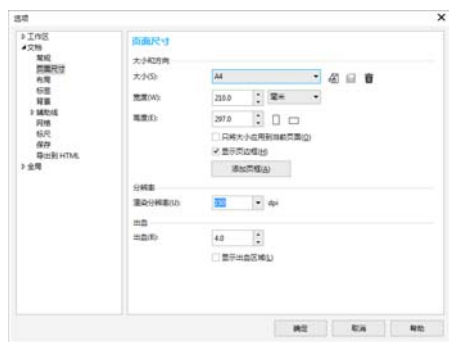 选项
工作区
文档
常规
页面尺寸
布局
标签
背景
辅助线
网格
标尺
保存
导出到 HTML
全局
页面尺寸
大小和方向
大小(S): A4
宽度(W): 210.0 毫米
高度(E): 297.0
只将大小应用到当前页面(O)
显示页边框(H)
添加页框(A)
分辨率
渲染分辨率(U): dpi
出血
出血(B): 4.0
显示出血区域(L)
确定 取消 帮助